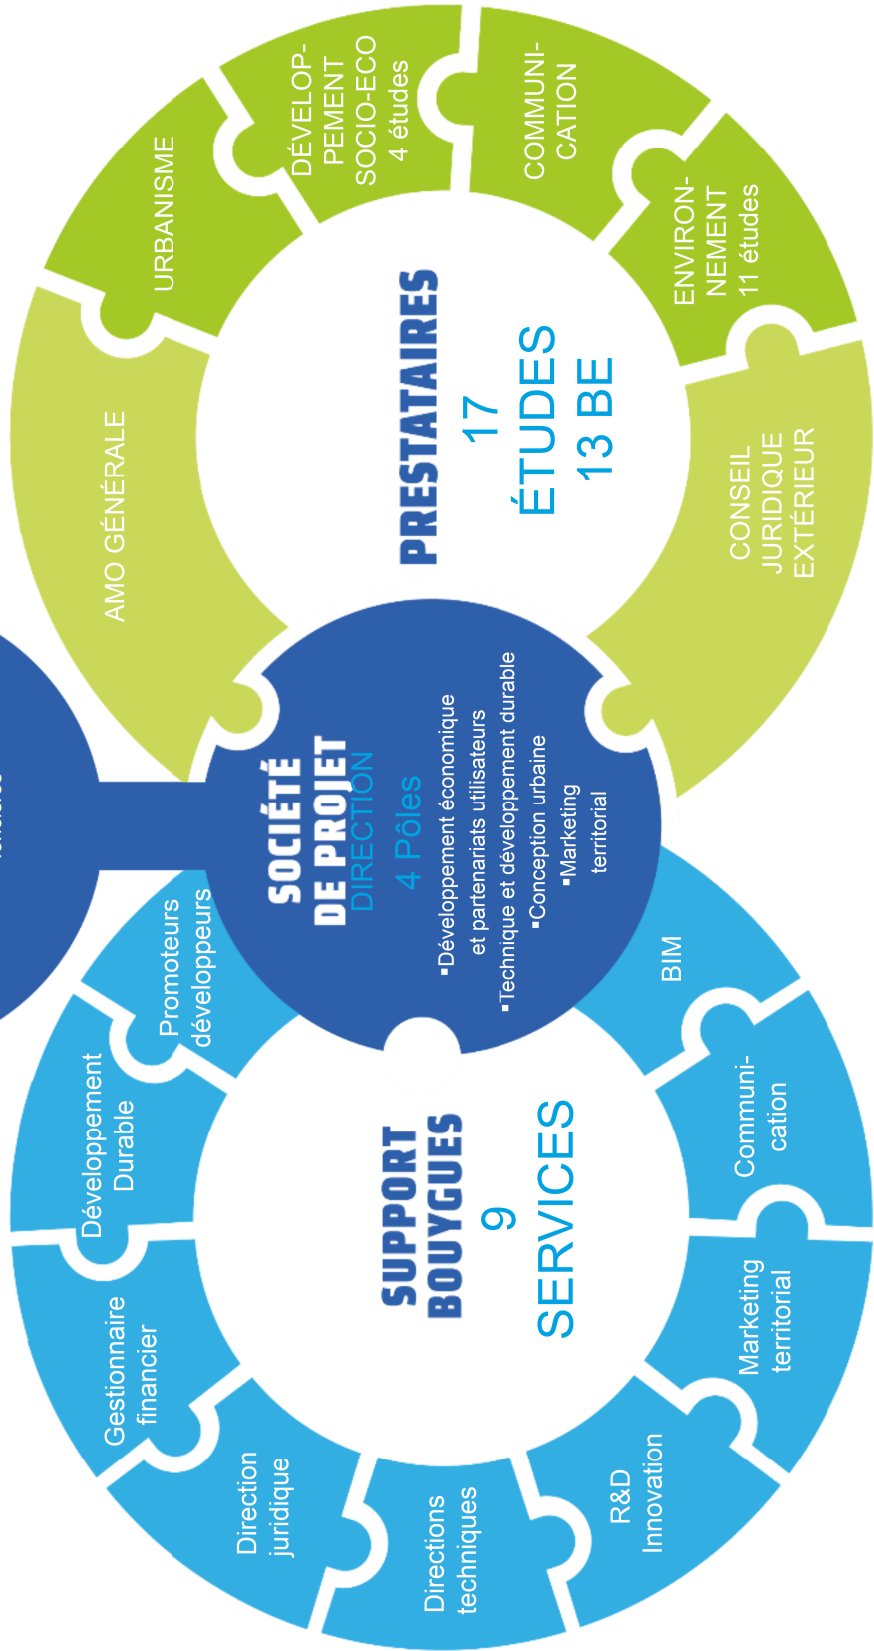 Promoteurs
développeurs
Développement
Durable
Gestionnaire
financier
Direction
juridique
Directions
techniques
R&D
Innovation
Marketing
territorial
Communi-
cation
BIM
SUPPORT
BOUYGUES
9
SERVICES
SOCIÉTÉ
DE PROJET
DIRECTION
4 Pôles
▪Développement économique
et partenariats utilisateurs
▪Technique et développement durable
▪Conception urbaine
▪Marketing
territorial
AMO GÉNÉRALE
URBANISME
DÉVELOP-
PEMENT
SOCIO-ECO
4 études
COMMUNI-
CATION
ENVIRON-
NEMENT
11 études
CONSEIL
JURIDIQUE
EXTÉRIEUR
PRESTATAIRES
17
ÉTUDES
13 BE